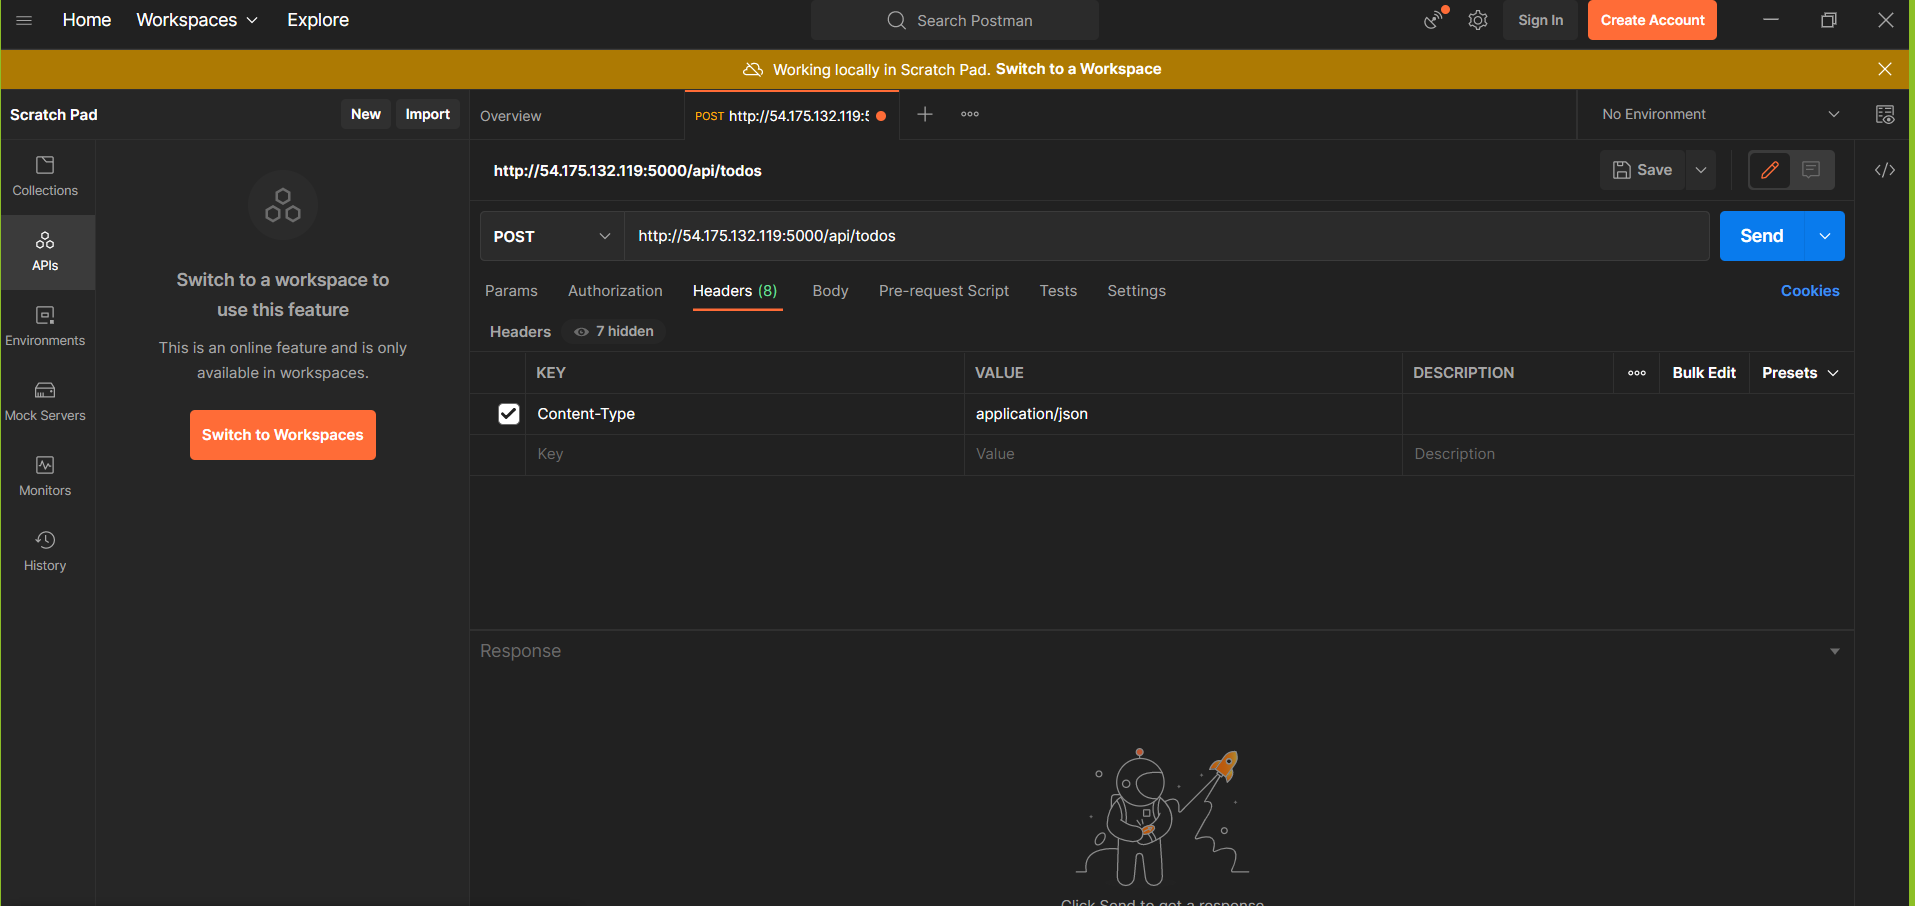 Home Workspaces Explore Search Postman Sign In Create Account
Working locally in Scratch Pad. Switch to a Workspace
Scratch Pad New Import Overview POST http://54.175.132.119:5 No Environment
Collections
APIs
Environments
Mock Servers
Monitors
History
Switch to a workspace to
use this feature
This is an online feature and is only
available in workspaces.
Switch to Workspaces
http://54.175.132.119:5000/api/todos Save
POST http://54.175.132.119:5000/api/todos Send
Params Authorization Headers (8) Body Pre-request Script Tests Settings Cookies
Headers 7 hidden
KEY VALUE DESCRIPTION Bulk Edit Presets
Content-Type application/json
Key Value Description
Response
Click Send to get a response